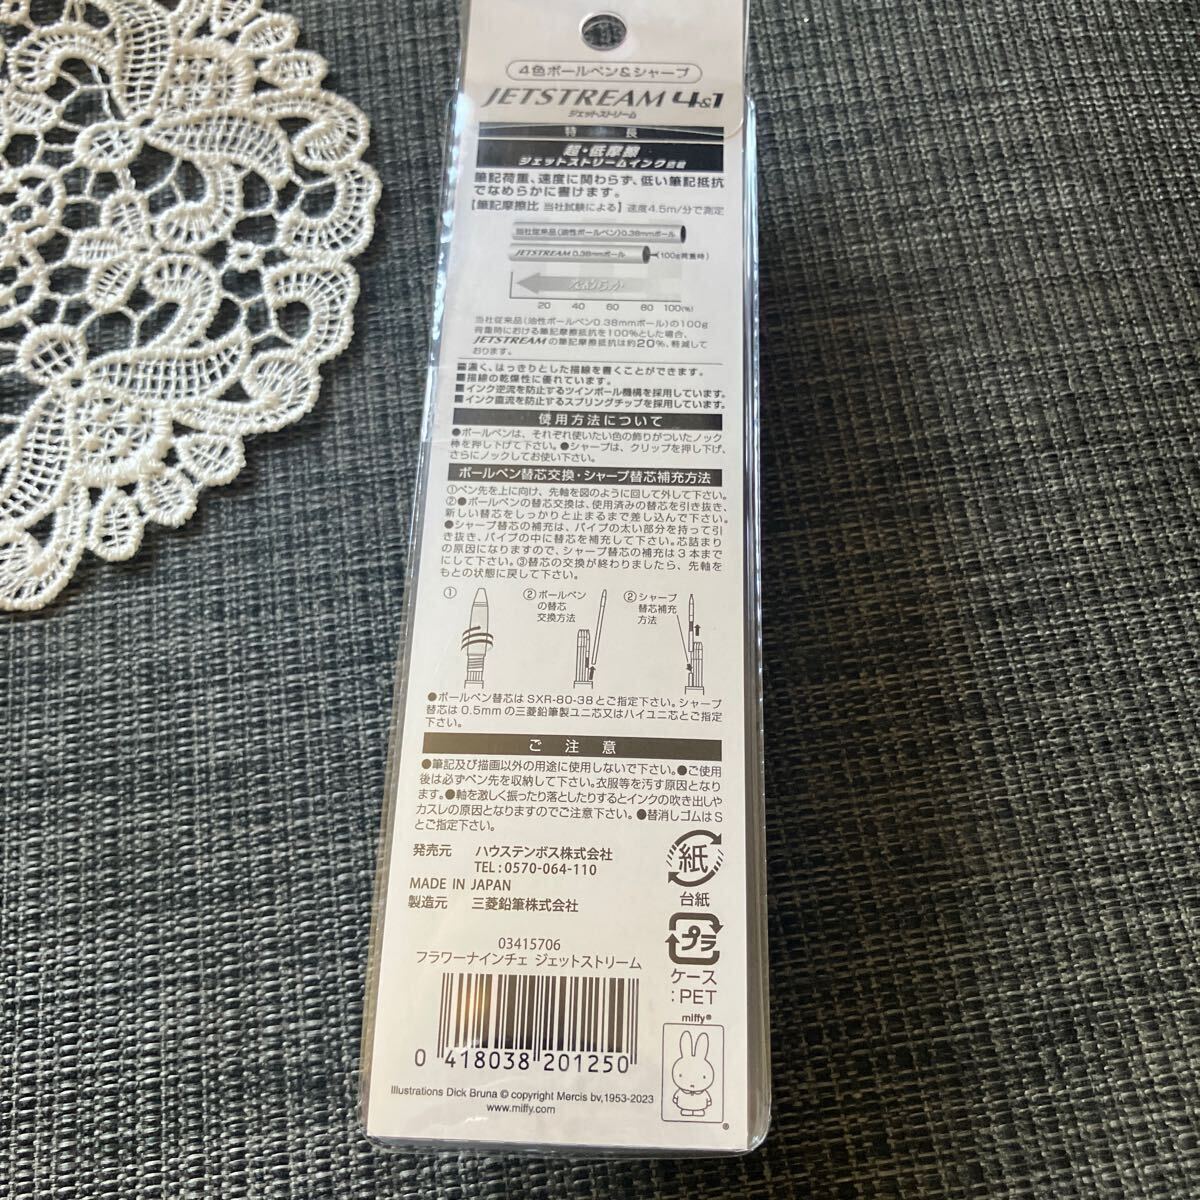 4色ボールペン&シャープ
JETSTREAM 4&1
ジェットストリーム
特長
超・低摩擦
ジェットストリームインク搭載
筆記荷重、速度に関わらず、低い筆記抵抗
でなめらかに書けます。
【筆記摩擦比 当社試験による】速度4.5m/分で測定
当社従来品(油性ボールペン)0.38mmボール
JETSTREAM 0.38mmボール
(100g荷重時)
なめらか
20 40 60 80 100(%)
当社従来品(油性ボールペン0.38mmボール)の100g
荷重時における筆記摩擦抵抗を100%とした場合、
JETSTREAMの筆記摩擦抵抗は約20%、軽減して
おります。
■濃く、はっきりとした描線を書くことができます。
■描線の乾燥性に優れています。
■インク逆流を防止するツインボール機構を採用しています。
■インク直流を防止するスプリングチップを採用しています。
使用方法について
●ボールペンは、それぞれ使いたい色の飾りがついたノック
棒を押し下げて下さい。●シャープは、クリップを押し下げ、
さらにノックしてお使い下さい。
ボールペン替芯交換・シャープ替芯補充方法
①ペン先を上に向け、先軸を図のように回して外して下さい。
②●ボールペンの替芯交換は、使用済みの替芯を引き抜き、
新しい替芯をしっかりと止まるまで差し込んで下さい。
●シャープ替芯の補充は、パイプの太い部分を持って引
き抜き、パイプの中に替芯を補充して下さい。芯詰まり
の原因になりますので、シャープ替芯の補充は3本まで
にして下さい。③替芯の交換が終わりましたら、先軸を
もとの状態に戻して下さい。
①
②ボールペン
の替芯
交換方法
②シャープ
替芯補充
方法
●ボールペン替芯はSXR-80-38とご指定下さい。シャープ
替芯は0.5mmの三菱鉛筆製ユニ芯又はハイユニ芯とご指定
下さい。
ご注意
●筆記及び描画以外の用途に使用しないで下さい。●ご使用
後は必ずペン先を収納して下さい。衣服等を汚す原因となり
ます。●軸を激しく振ったり落としたりするとインクの吹き出しや
カスレの原因となりますのでご注意下さい。●替消しゴムはS
とご指定下さい。
発売元 ハウステンボス株式会社
TEL:0570-064-110
MADE IN JAPAN
製造元 三菱鉛筆株式会社
紙
台紙
プラ
ケース
:PET
03415706
フラワーナインチェ ジェットストリーム
0 418038 201250
miffy®
Illustrations Dick Bruna © copyright Mercis bv,1953-2023
www.miffy.com
®